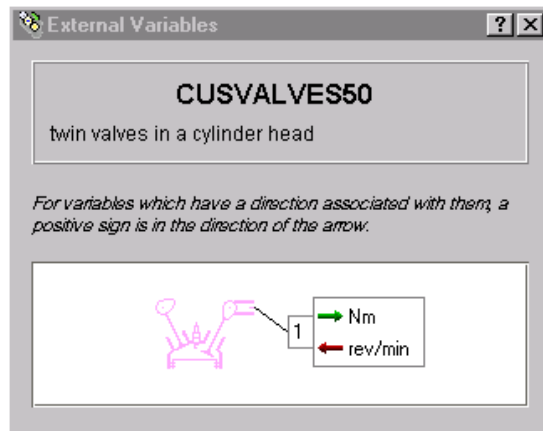 External Variables
? ×
CUSVALVES50
twin valves in a cylinder head
For variables which have a direction associated with them, a
positive sign is in the direction of the arrow.
1
Nm
rev/min